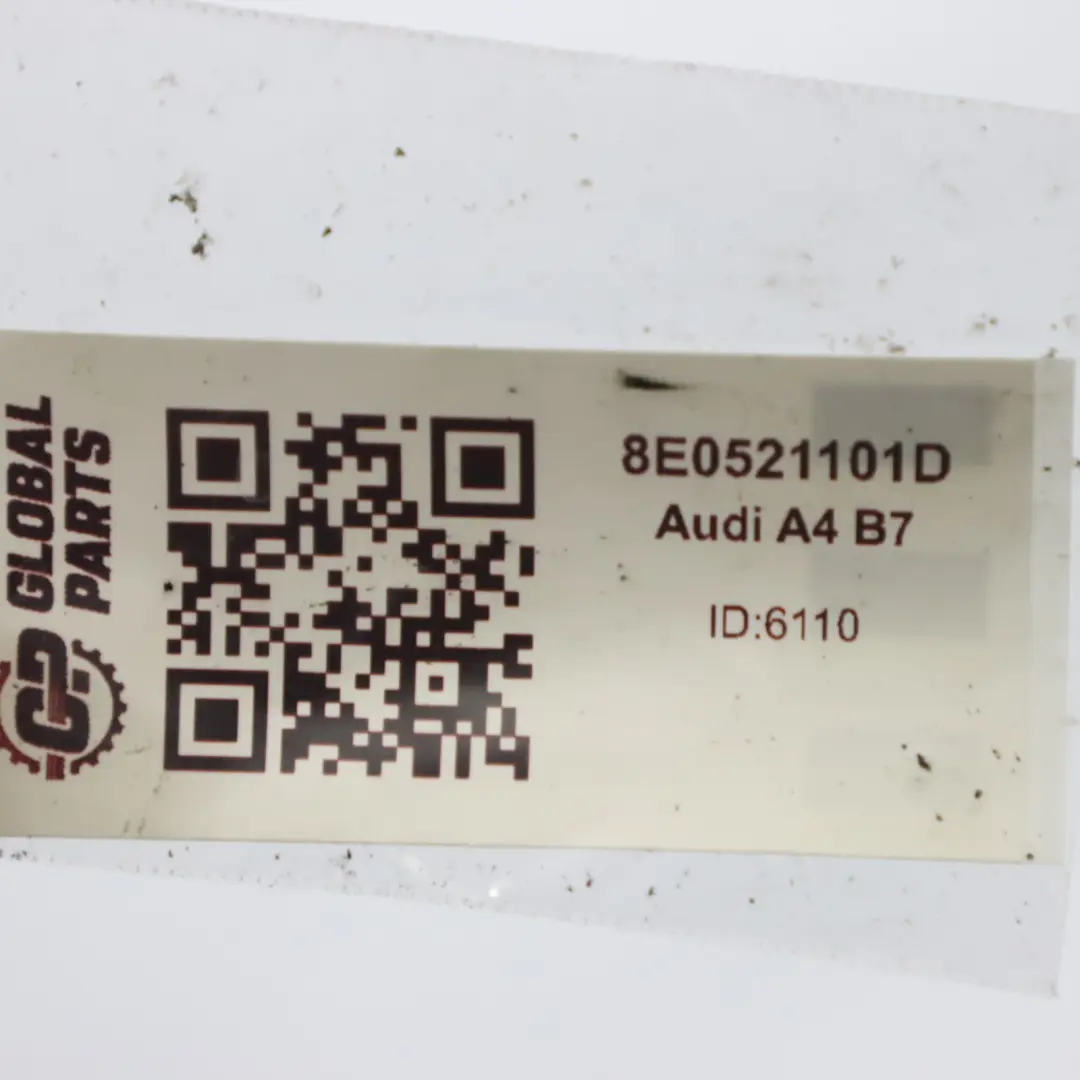 GLOBAL
PARTS
8E0521101D
Audi A4 B7
ID:6110